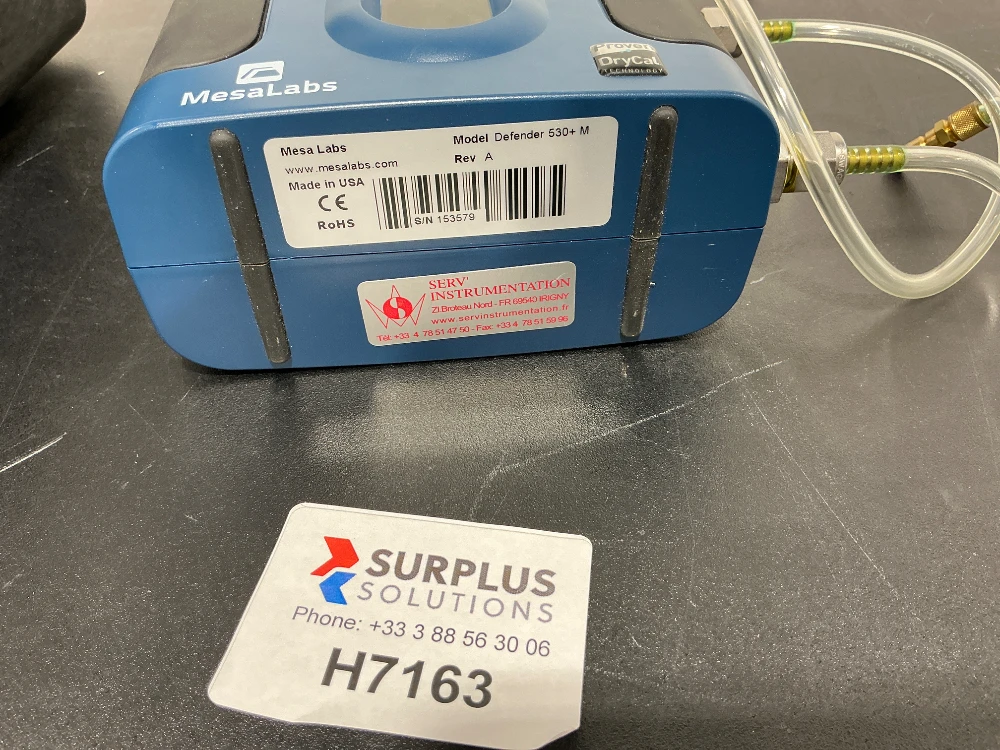 MesaLabs
Proven
DryCal
TECHNOLOGY
Mesa Labs
Model Defender 530+ M
www.mesalabs.com
Rev A
Made in USA
CE
RoHS
S/N 153579
SERV'
INSTRUMENTATION
ZI.Broteau Nord - FR 69540 IRIGNY
www.servinstrumentation.fr
Tél: +33 4 78 51 47 50 - Fax: +33 4 78 51 59 96
SURPLUS
SOLUTIONS
Phone: +33 3 88 56 30 06
H7163